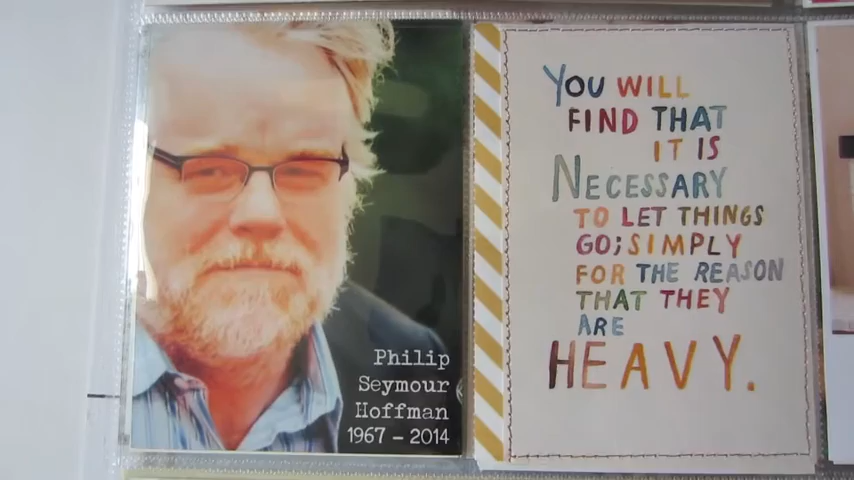 Philip
Seymour
Hoffman
1967 – 2014
YOU WILL
FIND THAT
IT IS
NECESSARY
TO LET THINGS
GO; SIMPLY
FOR THE REASON
THAT THEY
ARE
HEAVY.